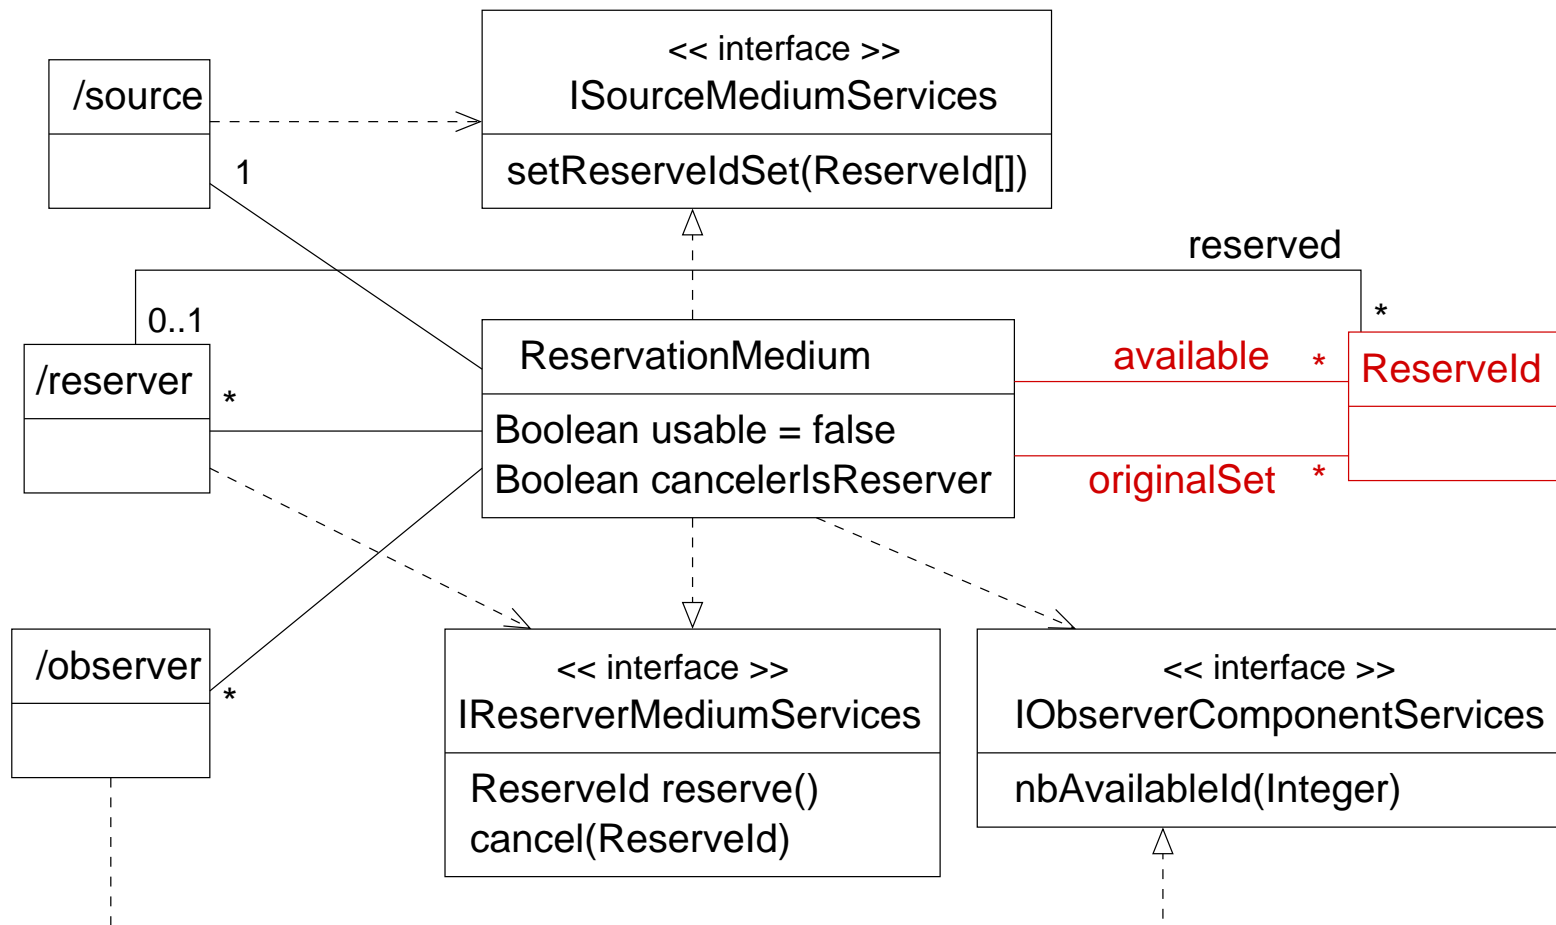 << interface >>
ISourceMediumServices
setReserveIdSet(ReserveId[])
/source
1
reserved
*
0..1
/reserver
*
ReservationMedium
Boolean usable = false
Boolean cancelerIsReserver
available *
originalSet *
ReserveId
/observer
*
<< interface >>
IReserverMediumServices
ReserveId reserve()
cancel(ReserveId)
<< interface >>
IObserverComponentServices
nbAvailableId(Integer)